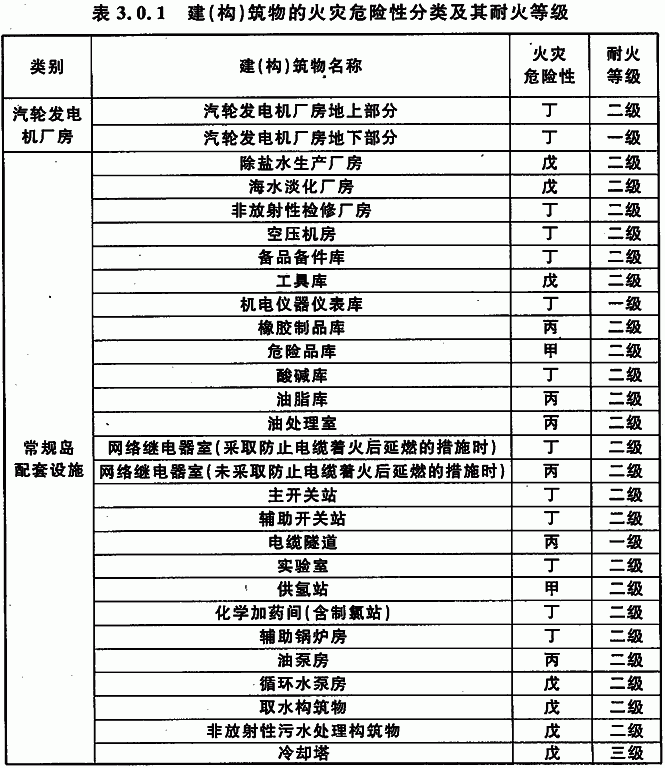 表 3.0.1 建(构)筑物的火灾危险性分类及其耐火等级
类别 建(构)筑物名称 火灾危险性 耐火等级
汽轮发电机厂房 汽轮发电机厂房地上部分 丁 二级
汽轮发电机厂房地下部分 丁 一级
常规岛配套设施 除盐水生产厂房 戊 二级
海水淡化厂房 戊 二级
非放射性检修厂房 丁 二级
空压机房 丁 二级
备品备件库 丁 二级
工具库 戊 二级
机电仪器仪表库 丁 一级
橡胶制品库 丙 二级
危险品库 甲 二级
酸碱库 丁 二级
油脂库 丙 二级
油处理室 丙 二级
网络继电器室(采取防止电缆着火后延燃的措施时) 丁 二级
网络继电器室(未采取防止电缆着火后延燃的措施时) 丙 二级
主开关站 丁 二级
辅助开关站 丁 二级
电缆隧道 丙 一级
实验室 丁 二级
供氢站 甲 二级
化学加药间(含制氯站) 丁 二级
辅助锅炉房 丁 二级
油泵房 丙 二级
循环水泵房 戊 二级
取水构筑物 戊 二级
非放射性污水处理构筑物 戊 二级
冷却塔 戊 三级